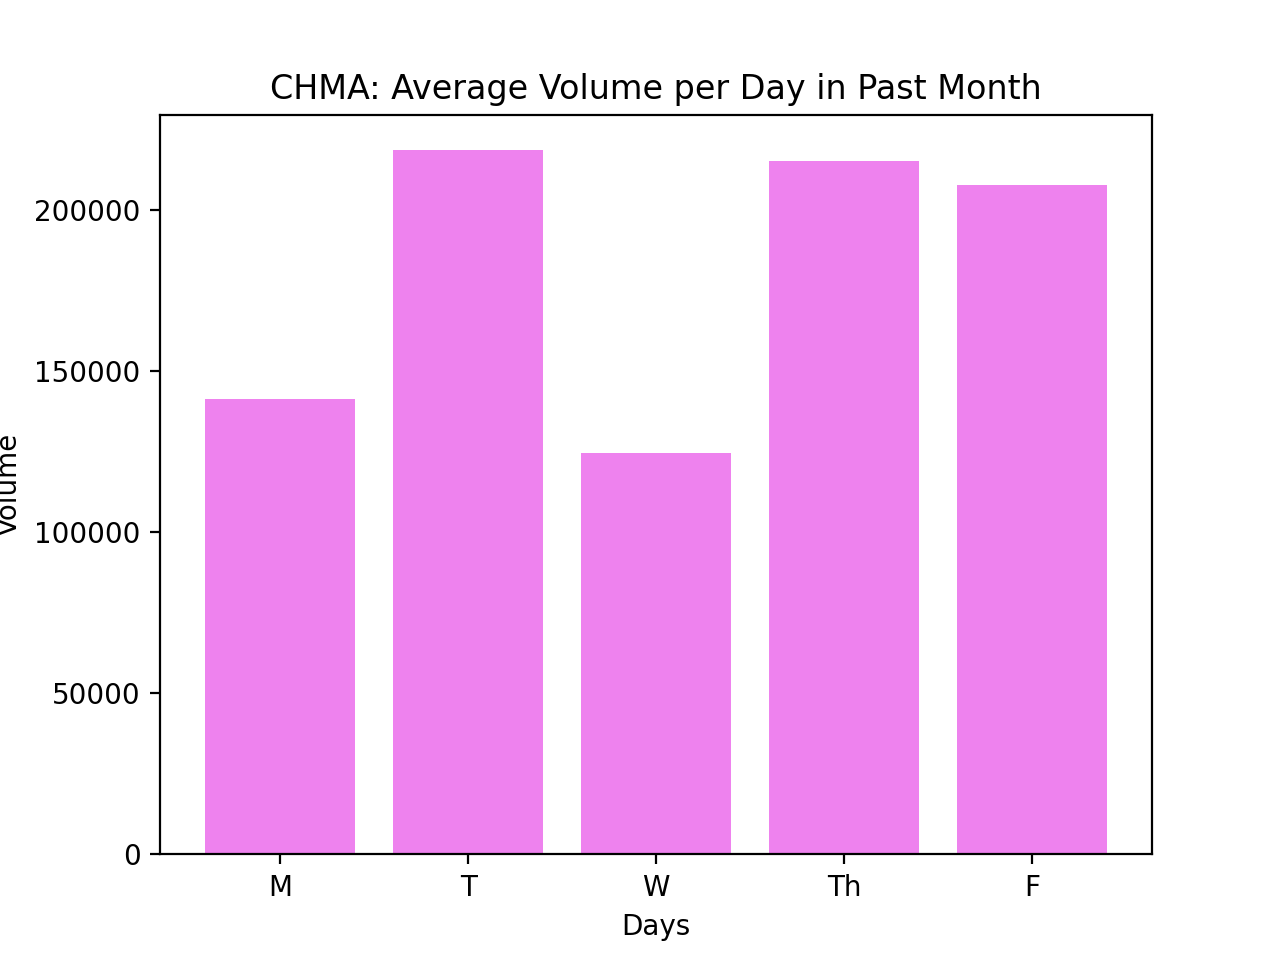 CHMA: Average Volume per Day in Past Month
200000
150000
100000
50000
0
Volume
M T W Th F
Days